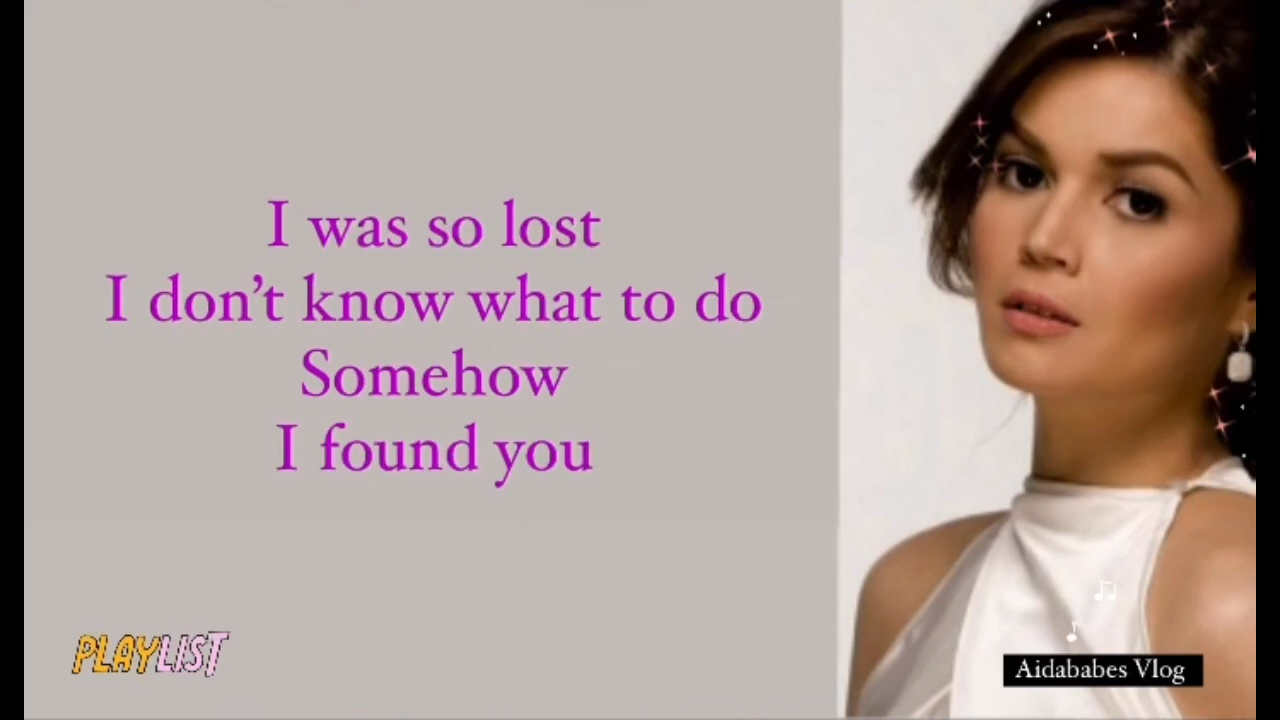 I was so lost
I don’t know what to do
Somehow
I found you
PLAYLIST
Aidababes Vlog